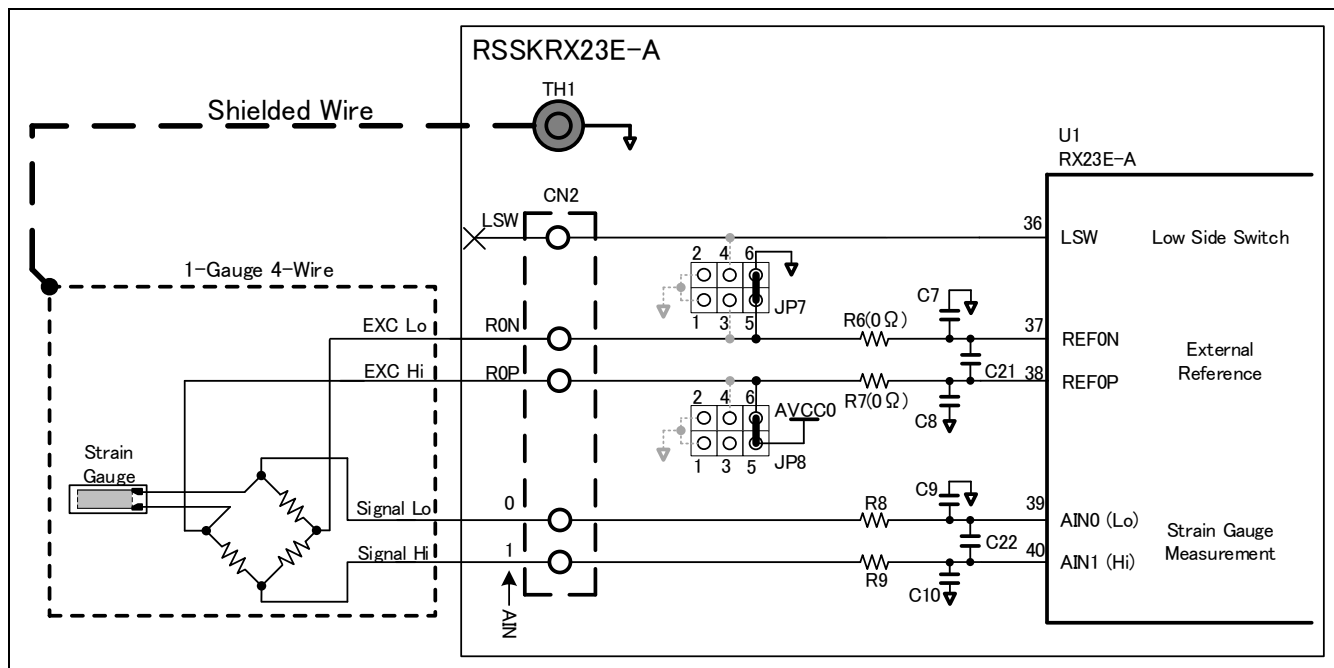 RSSKRX23E-A
TH1
Shielded Wire
U1
RX23E-A
CN2
LSW
36
LSW
Low Side Switch
2 4 6
1 3 5
JP7
1-Gauge 4-Wire
EXC Lo
R0N
R6(0Ω)
C7
37
REF0N
External
Reference
EXC Hi
R0P
R7(0Ω)
C21
38
REF0P
C8
2 4 6
AVCC0
1 3 5
JP8
Strain
Gauge
Signal Lo
0
R8
C9
39
AIN0 (Lo)
Strain Gauge
Measurement
Signal Hi
1
R9
C22
40
AIN1 (Hi)
C10
AIN